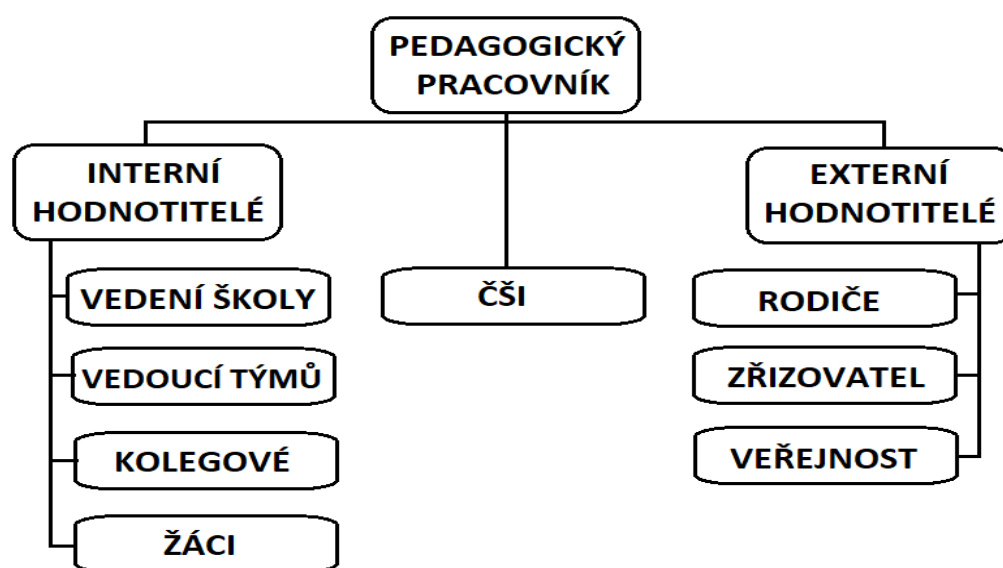 PEDAGOGICKÝ
PRACOVNÍK
INTERNÍ
HODNOTITELÉ
EXTERNÍ
HODNOTITELÉ
VEDENÍ ŠKOLY
ČŠI
RODIČE
VEDOUCÍ TÝMŮ
ZŘIZOVATEL
KOLEGOVÉ
VEŘEJNOST
ŽÁCI